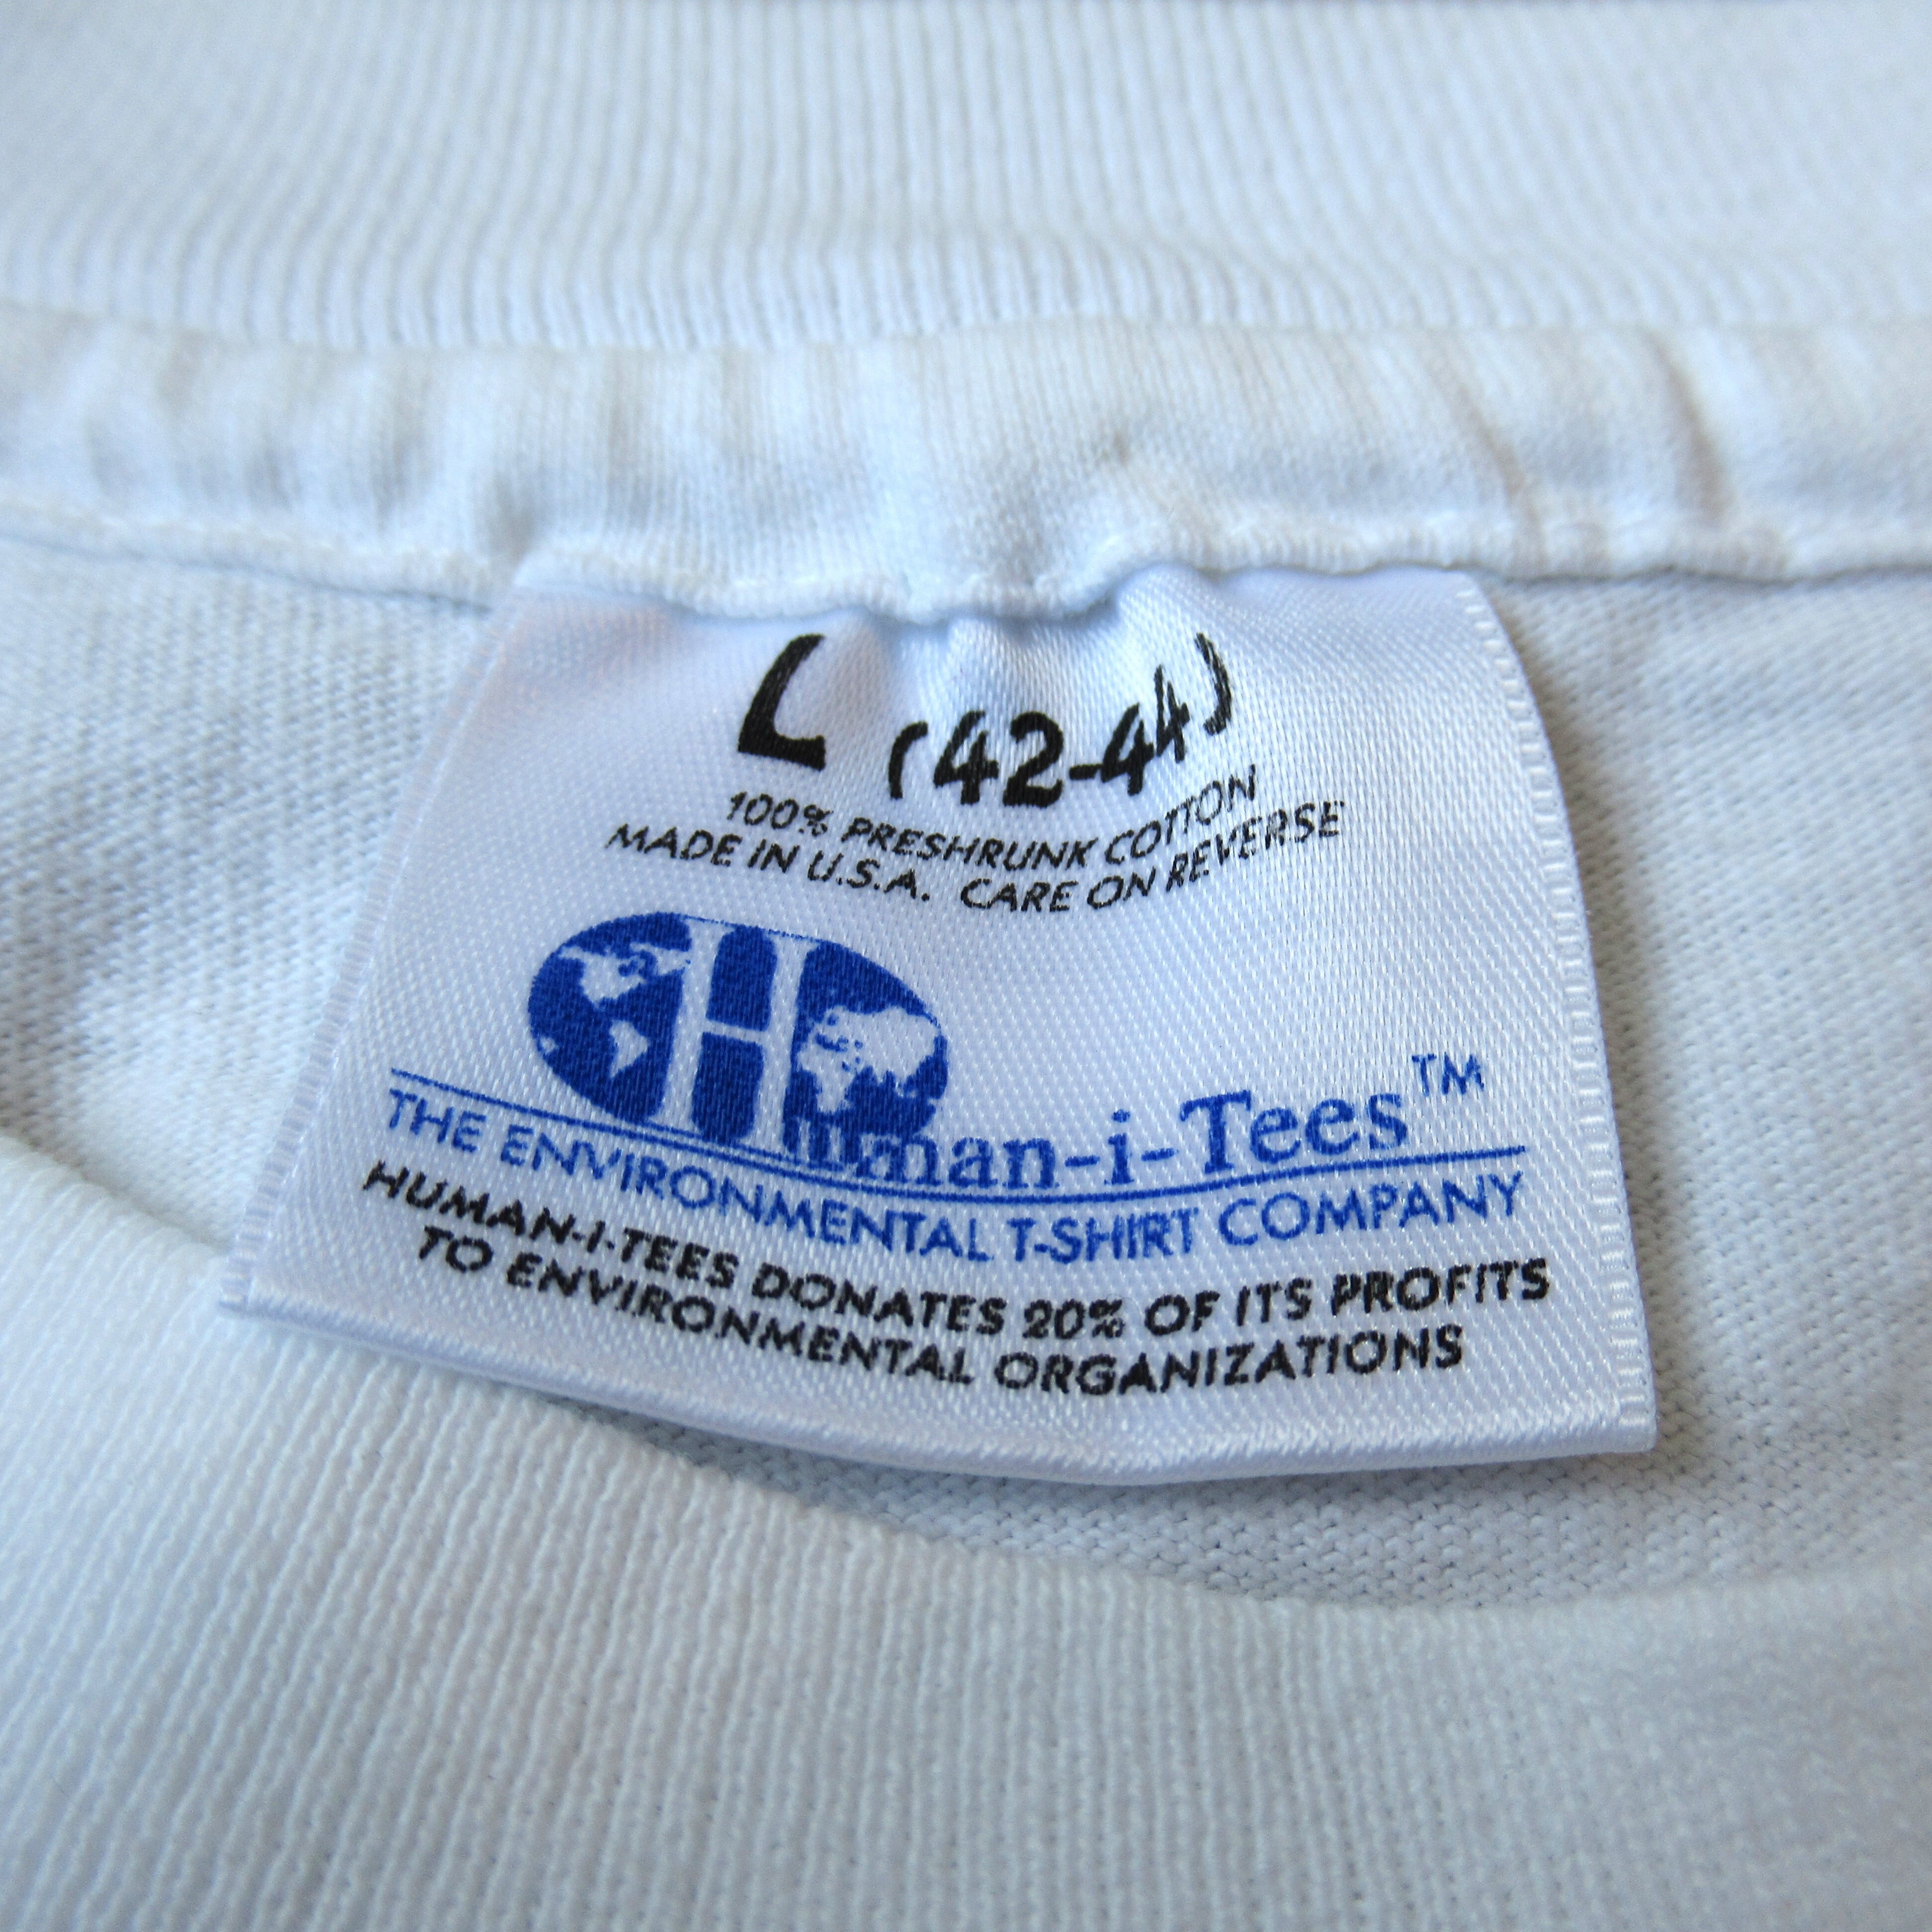 L (42-44)
100% PRESHRUNK COTTON
MADE IN U.S.A. CARE ON REVERSE
Human-i-Tees™
THE ENVIRONMENTAL T-SHIRT COMPANY
HUMAN-I-TEES DONATES 20% OF ITS PROFITS
TO ENVIRONMENTAL ORGANIZATIONS